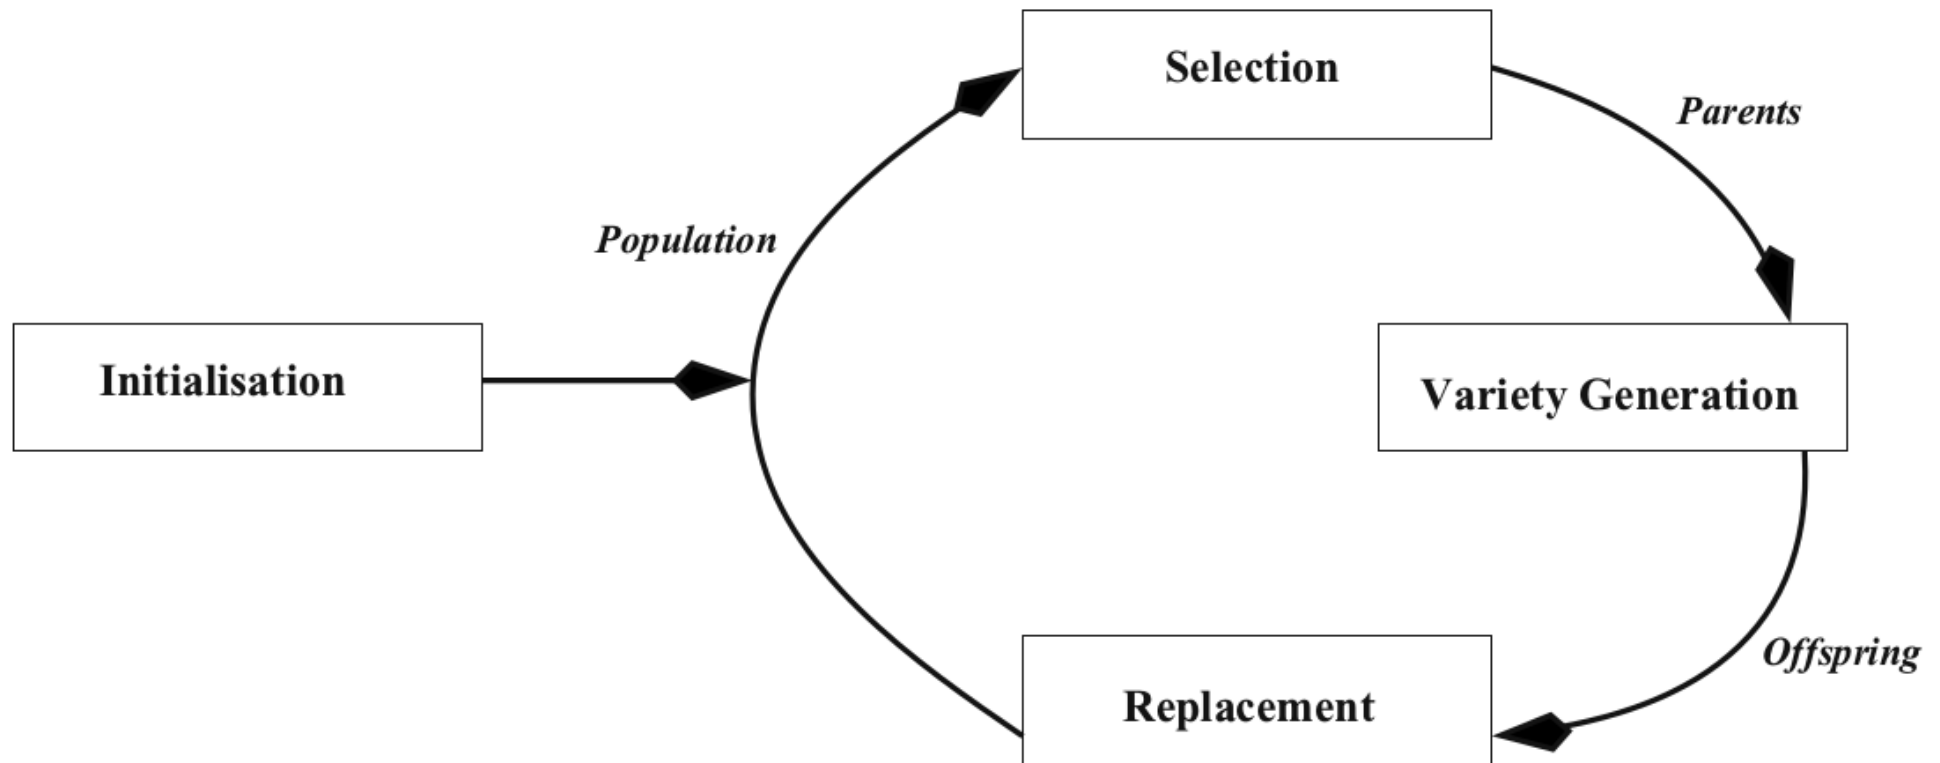 Selection
Parents
Population
Initialisation
Variety Generation
Offspring
Replacement